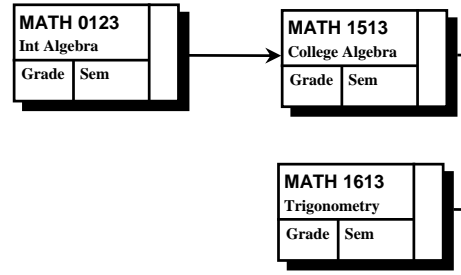 MATH 0123
Int Algebra
Grade Sem
MATH 1513
College Algebra
Grade Sem
MATH 1613
Trigonometry
Grade Sem